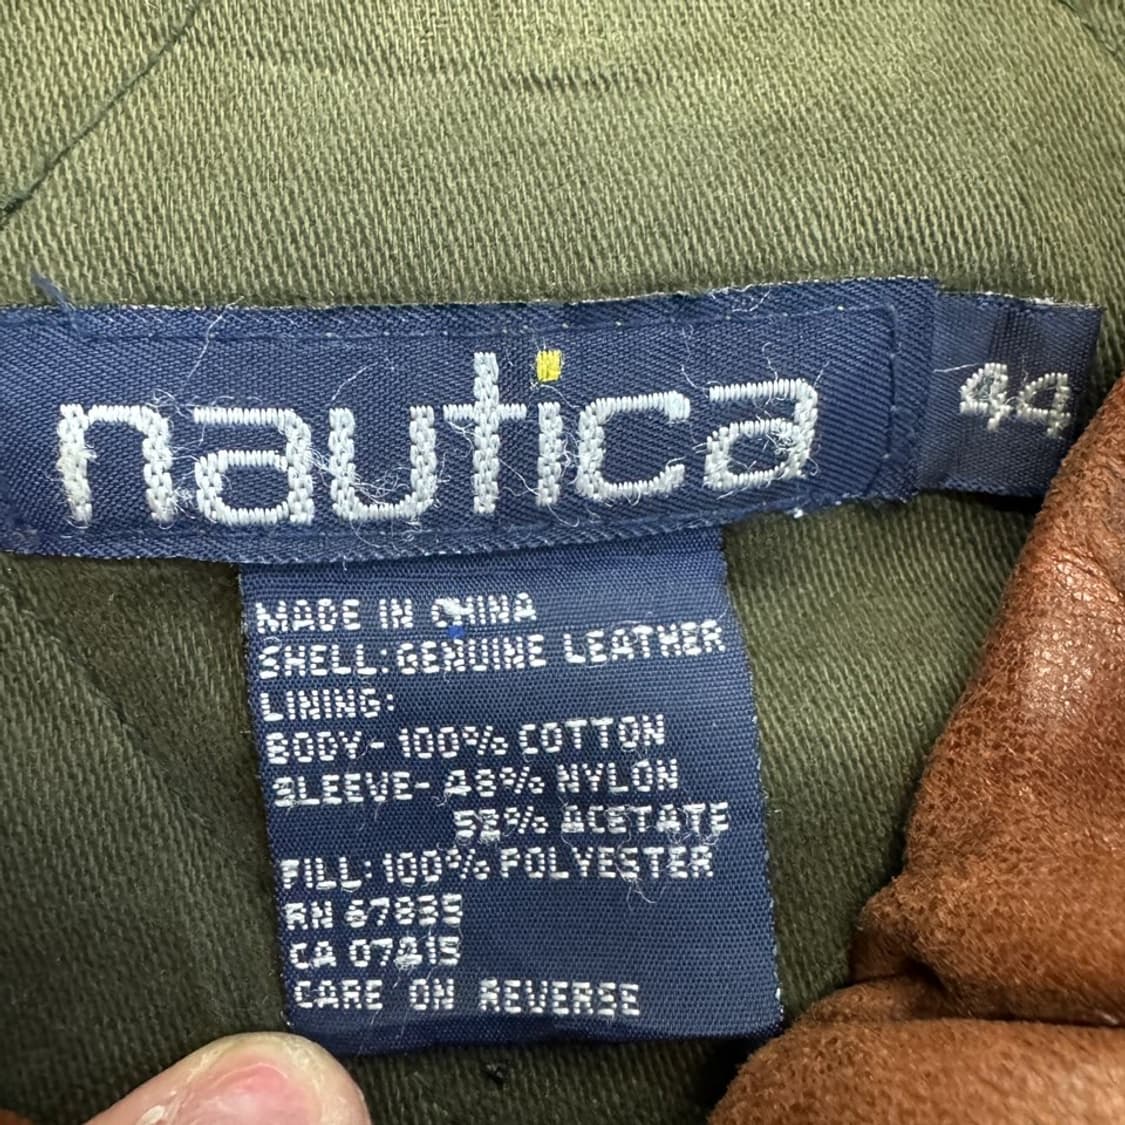 nautica
44
MADE IN CHINA
SHELL: GENUINE LEATHER
LINING:
BODY- 100% COTTON
SLEEVE- 48% NYLON
52% ACETATE
FILL: 100% POLYESTER
RN 67835
CA 07415
CARE ON REVERSE